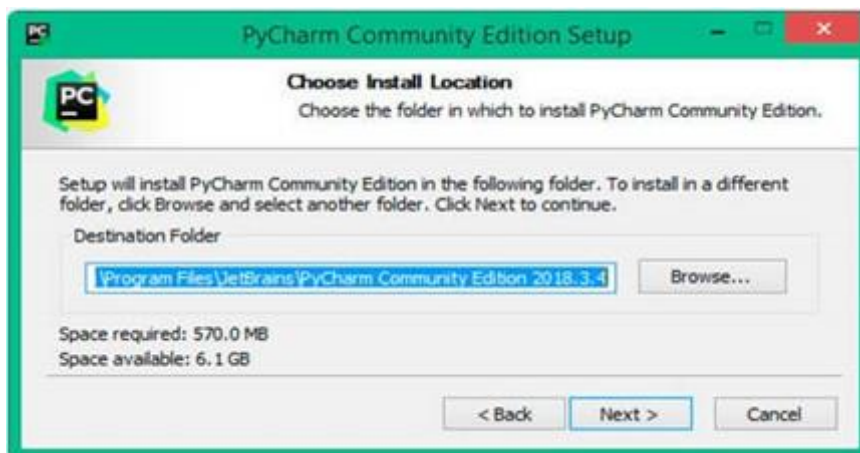 PC
PyCharm Community Edition Setup
PC
Choose Install Location
Choose the folder in which to install PyCharm Community Edition.
Setup will install PyCharm Community Edition in the following folder. To install in a different
folder, click Browse and select another folder. Click Next to continue.
Destination Folder
\Program Files\JetBrains\PyCharm Community Edition 2018.3.4
Browse...
Space required: 570.0 MB
Space available: 6.1 GB
< Back Next > Cancel